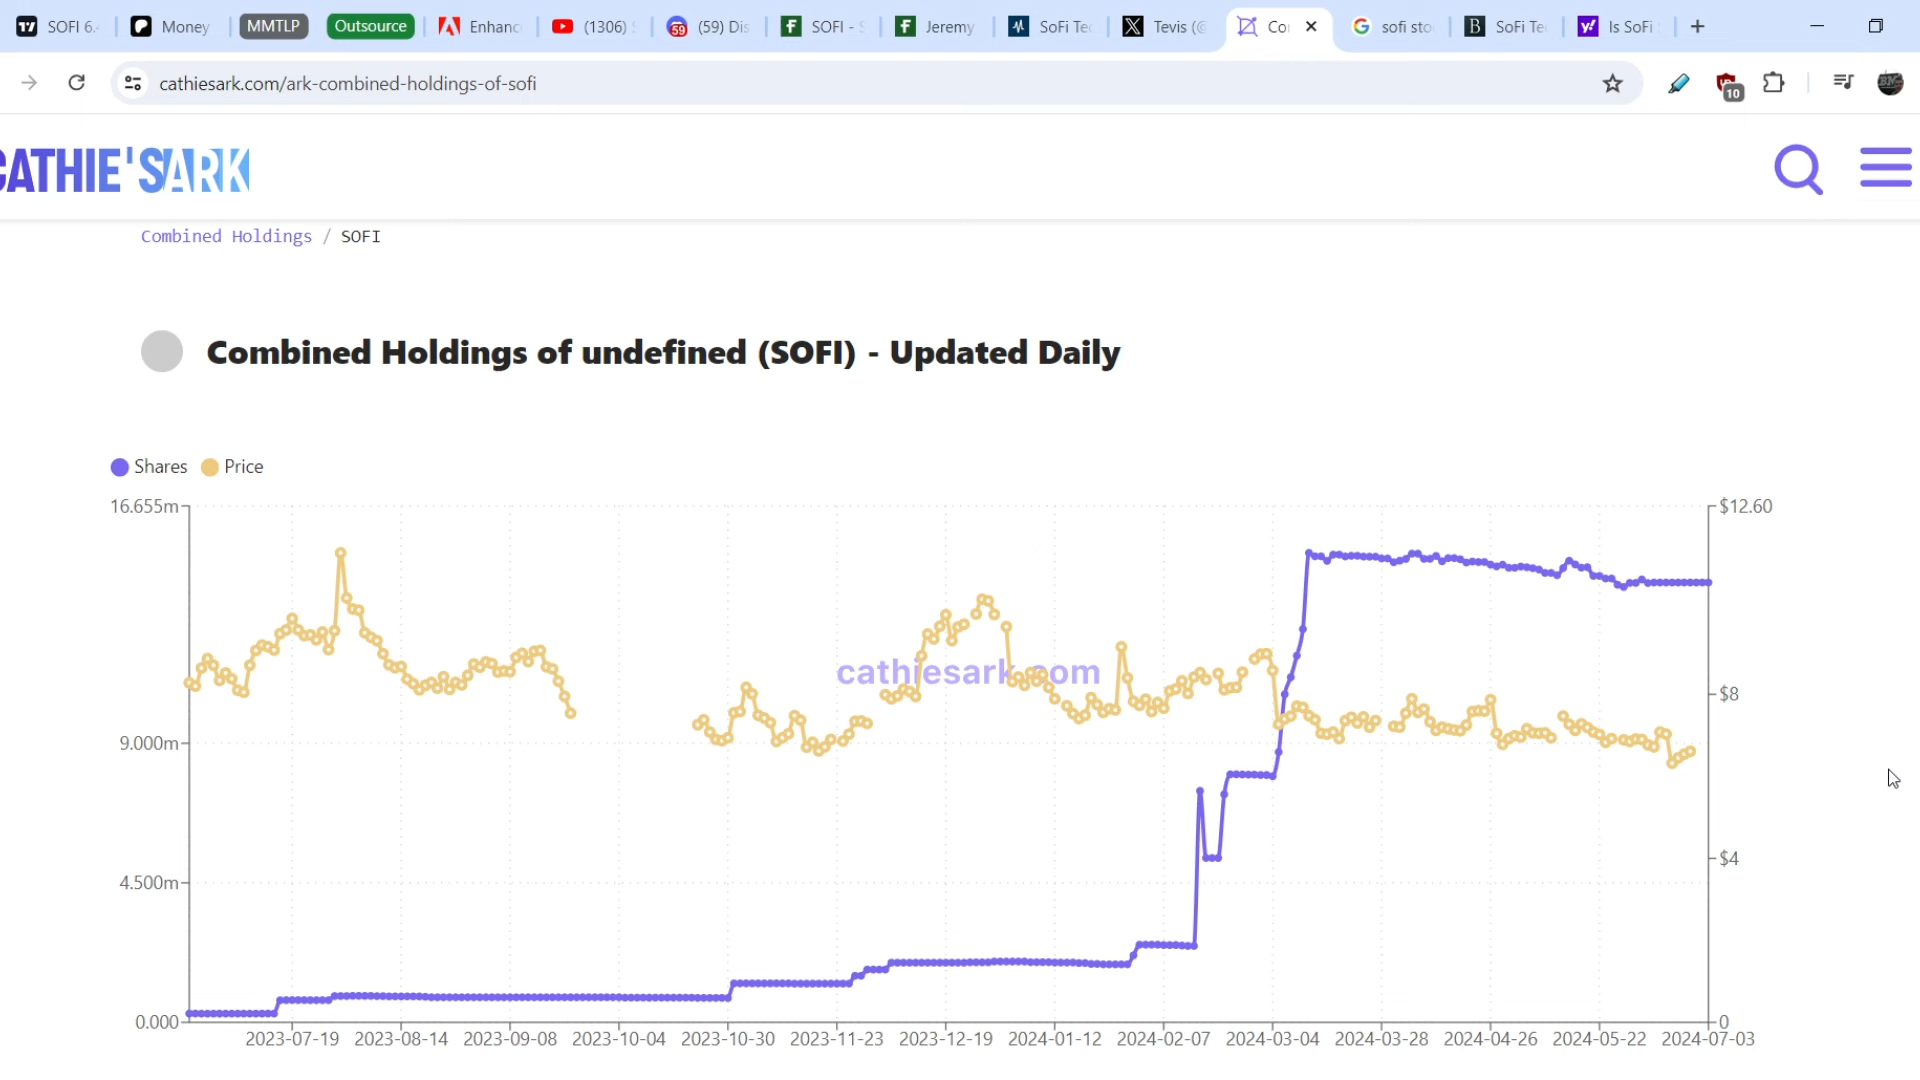 SOFI 6.4
Money
MMTLP
Outsource
Enhanc
(1306) S
59
(59) Dis
SOFI - S
Jeremy
SoFi Tec
Tevis (@
Co
sofi sto
SoFi Te
Is SoFi
cathiesark.com/ark-combined-holdings-of-sofi
10
CATHIE'SARK
Combined Holdings / SOFI
Combined Holdings of undefined (SOFI) - Updated Daily
Shares Price
16.655m
$12.60
cathiesark.com
$8
9.000m
$4
4.500m
0.000
0
2023-07-19 2023-08-14 2023-09-08 2023-10-04 2023-10-30 2023-11-23 2023-12-19 2024-01-12 2024-02-07 2024-03-04 2024-03-28 2024-04-26 2024-05-22 2024-07-03